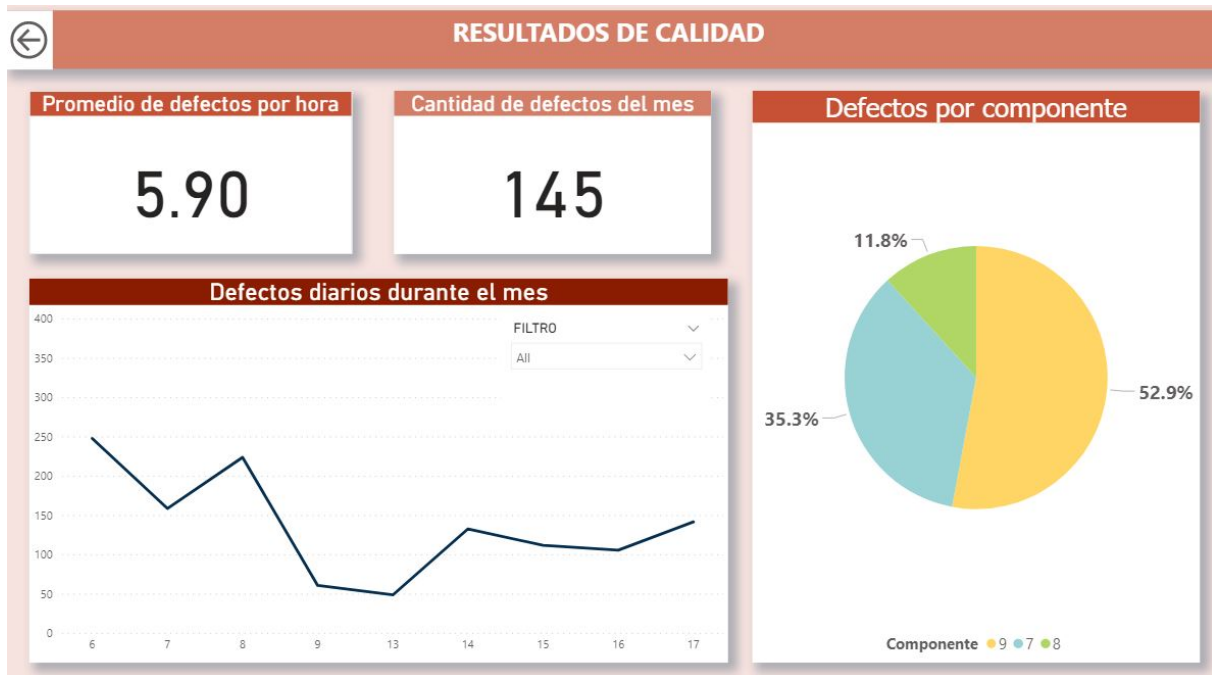 RESULTADOS DE CALIDAD
Promedio de defectos por hora
5.90
Cantidad de defectos del mes
145
Defectos diarios durante el mes
FILTRO
All
400
350
300
250
200
150
100
50
0
6 7 8 9 13 14 15 16 17
Defectos por componente
11.8%
52.9%
35.3%
Componente 9 7 8